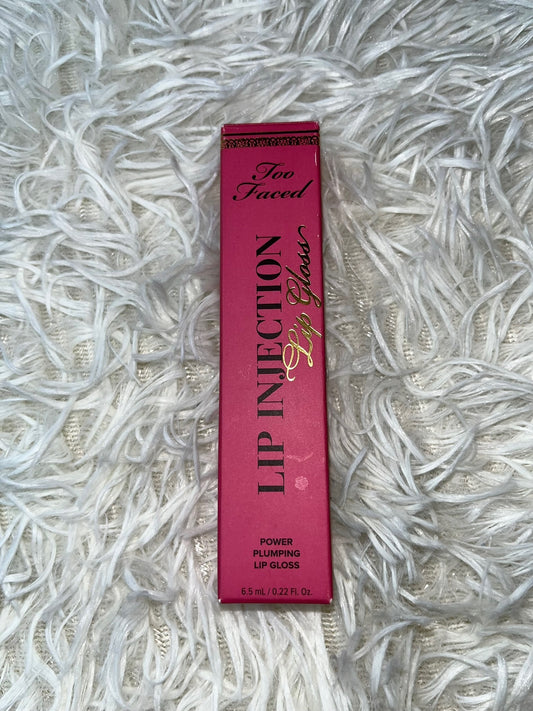 Too
Faced
LIP INJECTION
Lip Gloss
POWER
PLUMPING
LIP GLOSS
6.5 mL / 0.22 Fl. Oz.